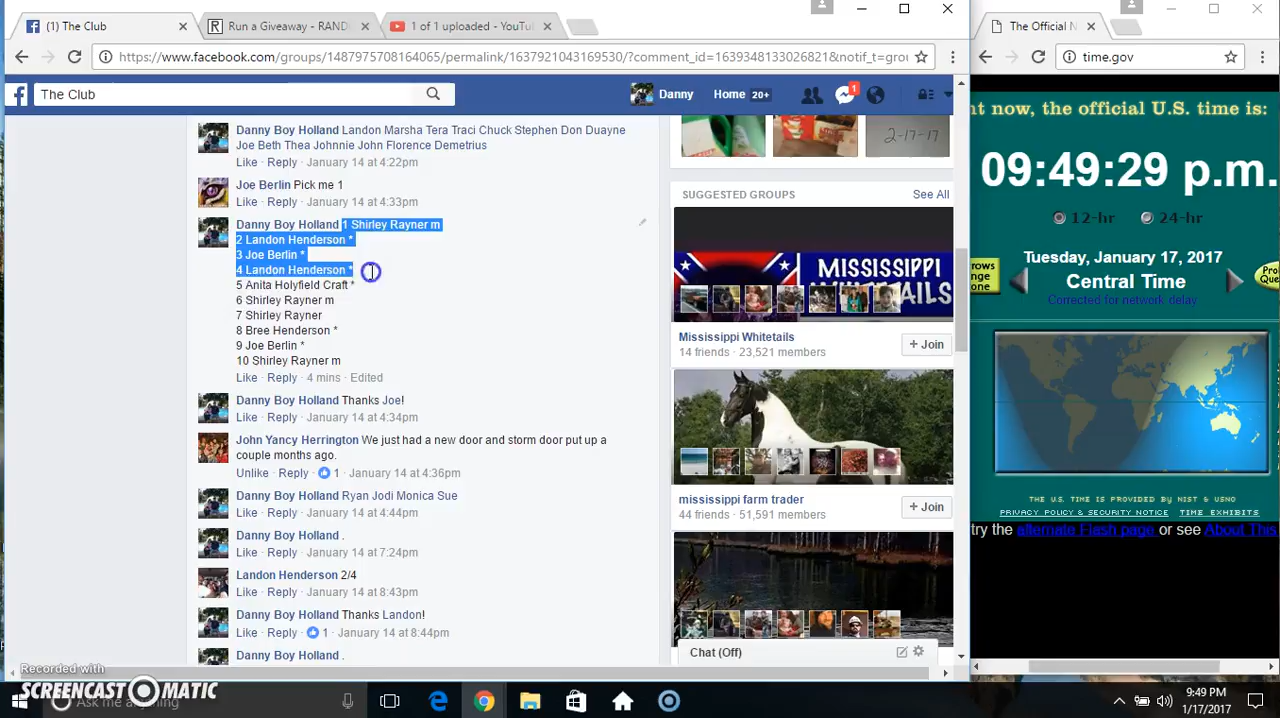 (1) The Club
Run a Giveaway - RAND
1 of 1 uploaded - YouTu
The Official N
https://www.facebook.com/groups/1487975708164065/permalink/1637921043169530/?comment_id=1639348133026821&notif_t=grou
time.gov
The Club
Danny
Home 20+
1
Danny Boy Holland Landon Marsha Tera Traci Chuck Stephen Don Duayne
Joe Beth Thea Johnnie John Florence Demetrius
Like · Reply · January 14 at 4:22pm
Joe Berlin Pick me 1
Like · Reply · January 14 at 4:33pm
Danny Boy Holland 1 Shirley Rayner m
2 Landon Henderson *
3 Joe Berlin *
4 Landon Henderson *
5 Anita Holyfield Craft *
6 Shirley Rayner m
7 Shirley Rayner
8 Bree Henderson *
9 Joe Berlin *
10 Shirley Rayner m
Like · Reply · 4 mins · Edited
Danny Boy Holland Thanks Joe!
Like · Reply · January 14 at 4:34pm
John Yancy Herrington We just had a new door and storm door put up a
couple months ago.
Unlike · Reply · 1 · January 14 at 4:36pm
Danny Boy Holland Ryan Jodi Monica Sue
Like · Reply · January 14 at 4:44pm
Danny Boy Holland .
Like · Reply · January 14 at 7:24pm
Landon Henderson 2/4
Like · Reply · January 14 at 8:43pm
Danny Boy Holland Thanks Landon!
Like · Reply · 1 · January 14 at 8:44pm
Danny Boy Holland .
2-17-17
SUGGESTED GROUPS
See All
MISSISSIPPI
WHITETAILS
Mississippi Whitetails
14 friends · 23,521 members
+ Join
mississippi farm trader
44 friends · 51,591 members
+ Join
Chat (Off)
nt now, the official U.S. time is:
09:49:29 p.m.
12-hr
24-hr
Tuesday, January 17, 2017
Central Time
Corrected for network delay
THE U.S. TIME IS PROVIDED BY NIST & USNO
PRIVACY POLICY & SECURITY NOTICE TIME EXHIBITS
try the alternate Flash page or see About This
Recorded with
SCREENCAST-O-MATIC
Ask me anything
9:49 PM
1/17/2017